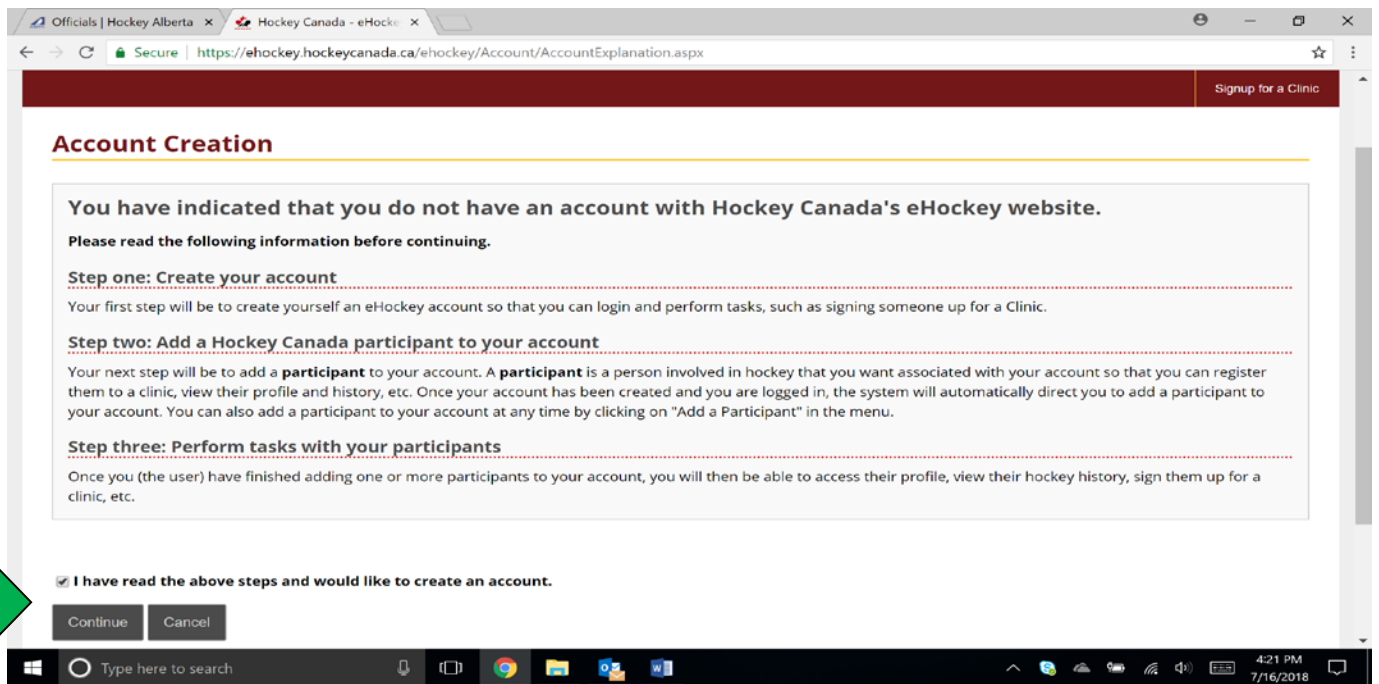 Officials | Hockey Alberta
Hockey Canada - eHocke
Secure | https://ehockey.hockeycanada.ca/ehockey/Account/AccountExplanation.aspx
Signup for a Clinic
Account Creation
You have indicated that you do not have an account with Hockey Canada's eHockey website.
Please read the following information before continuing.
Step one: Create your account
Your first step will be to create yourself an eHockey account so that you can login and perform tasks, such as signing someone up for a Clinic.
Step two: Add a Hockey Canada participant to your account
Your next step will be to add a participant to your account. A participant is a person involved in hockey that you want associated with your account so that you can register
them to a clinic, view their profile and history, etc. Once your account has been created and you are logged in, the system will automatically direct you to add a participant to
your account. You can also add a participant to your account at any time by clicking on "Add a Participant" in the menu.
Step three: Perform tasks with your participants
Once you (the user) have finished adding one or more participants to your account, you will then be able to access their profile, view their hockey history, sign them up for a
clinic, etc.
I have read the above steps and would like to create an account.
Continue Cancel
Type here to search
4:21 PM
7/16/2018